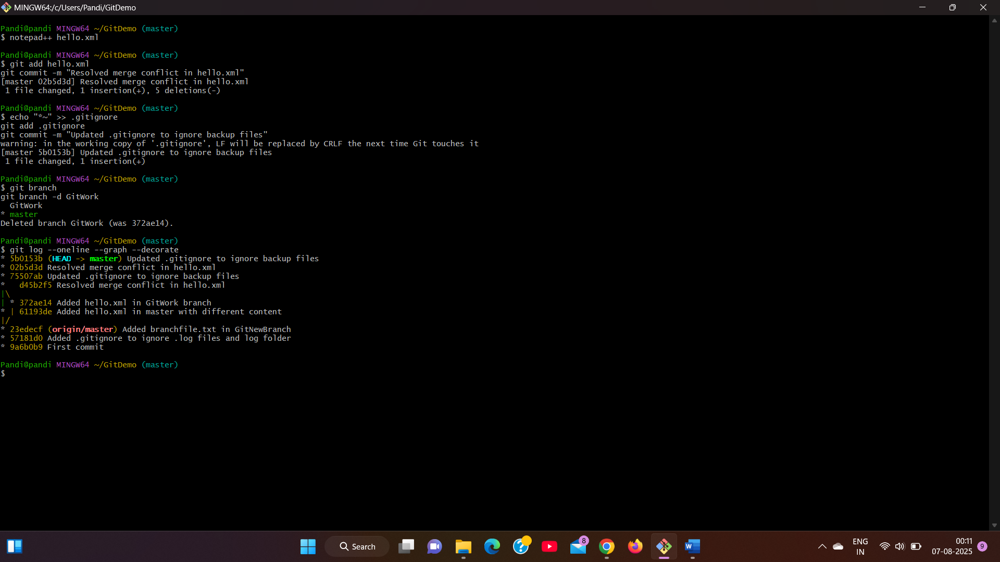 MINGW64:/c/Users/Pandi/GitDemo
Pandi@pandi MINGW64 ~/GitDemo (master)
$ notepad++ hello.xml
Pandi@pandi MINGW64 ~/GitDemo (master)
$ git add hello.xml
git commit -m "Resolved merge conflict in hello.xml"
[master 02b5d3d] Resolved merge conflict in hello.xml
 1 file changed, 1 insertion(+), 5 deletions(-)
Pandi@pandi MINGW64 ~/GitDemo (master)
$ echo "*~" >> .gitignore
git add .gitignore
git commit -m "Updated .gitignore to ignore backup files"
warning: in the working copy of '.gitignore', LF will be replaced by CRLF the next time Git touches it
[master 5b0153b] Updated .gitignore to ignore backup files
 1 file changed, 1 insertion(+)
Pandi@pandi MINGW64 ~/GitDemo (master)
$ git branch
git branch -d GitWork
  GitWork
* master
Deleted branch GitWork (was 372ae14).
Pandi@pandi MINGW64 ~/GitDemo (master)
$ git log --oneline --graph --decorate
* 5b0153b (HEAD -> master) Updated .gitignore to ignore backup files
* 02b5d3d Resolved merge conflict in hello.xml
* 75507ab Updated .gitignore to ignore backup files
*   d45b2f5 Resolved merge conflict in hello.xml
|\
| * 372ae14 Added hello.xml in GitWork branch
* | 61193de Added hello.xml in master with different content
|/
* 23edecf (origin/master) Added branchfile.txt in GitNewBranch
* 57181d0 Added .gitignore to ignore .log files and log folder
* 9a6b0b9 First commit
Pandi@pandi MINGW64 ~/GitDemo (master)
$
Search
8
ENG
IN
00:11
07-08-2025
9